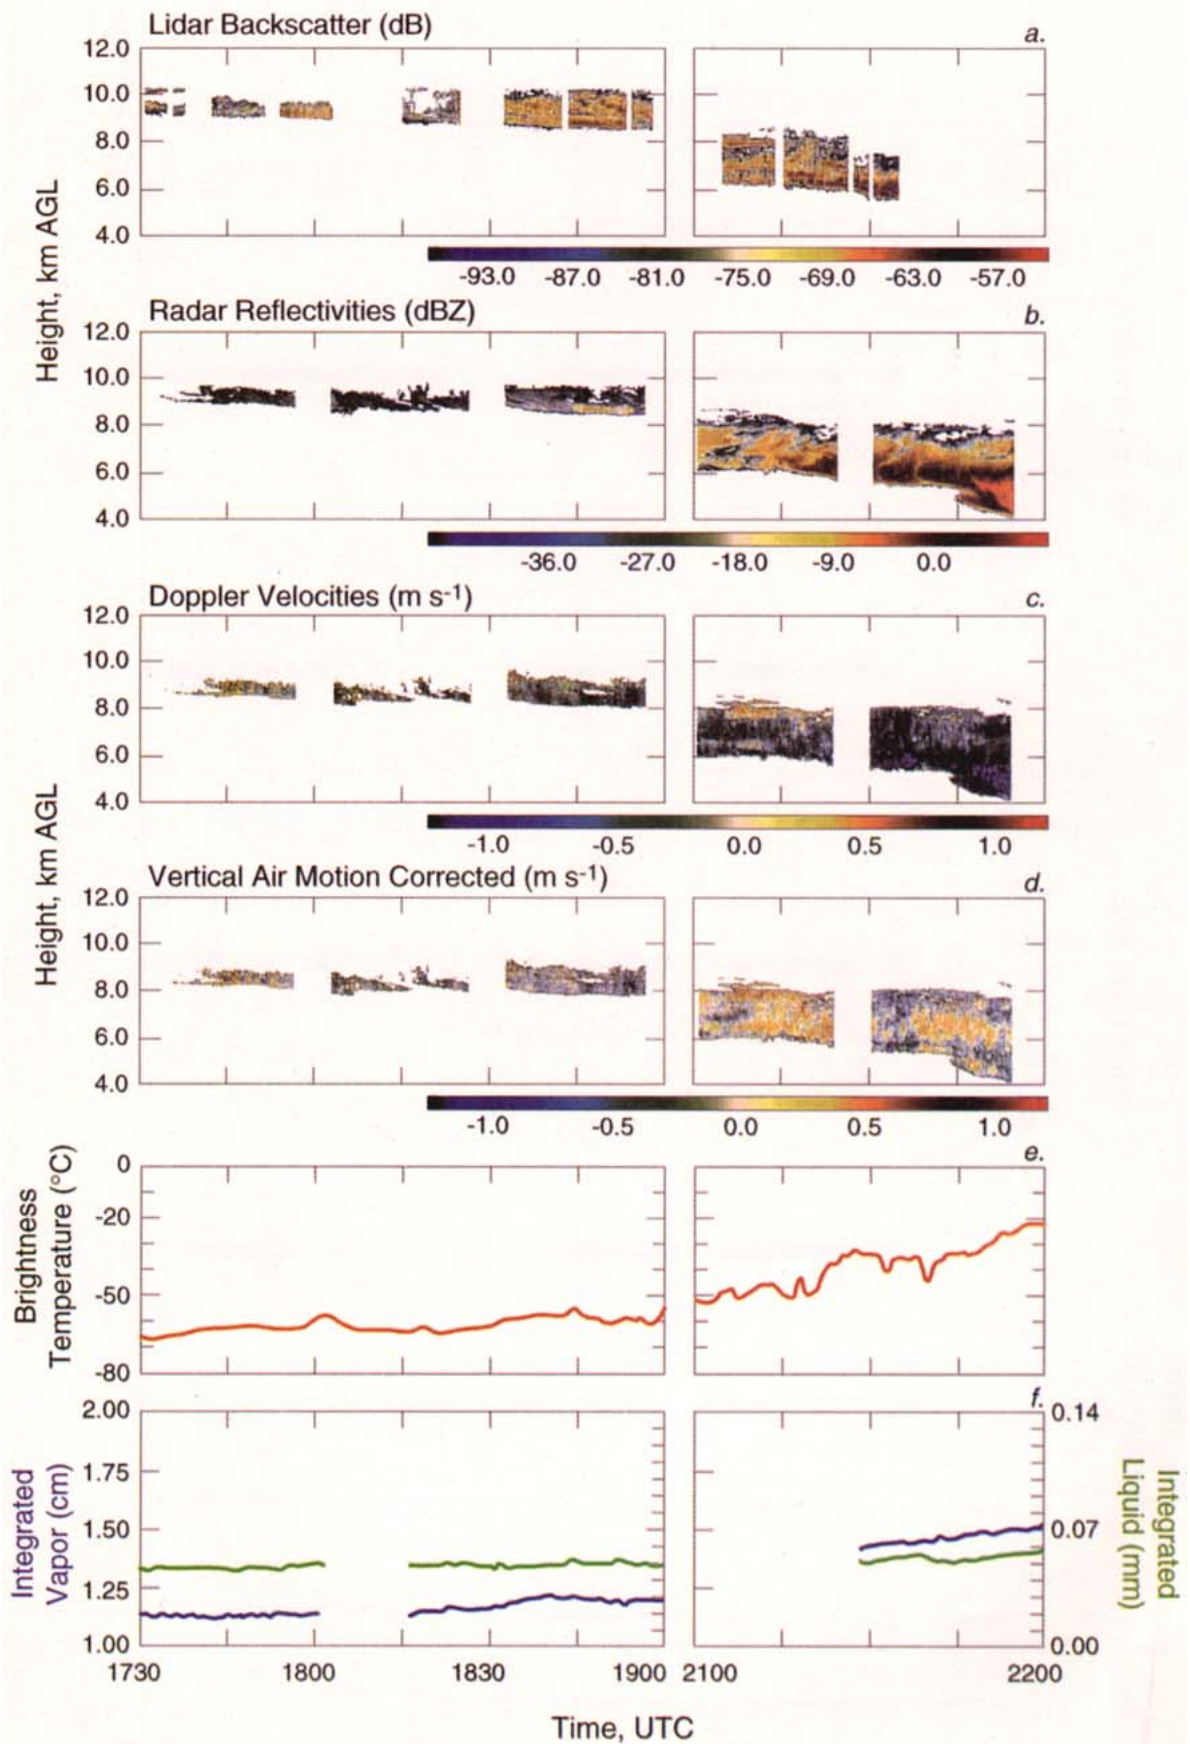 Lidar Backscatter (dB)
a.
12.0
10.0
8.0
6.0
4.0
-93.0 -87.0 -81.0 -75.0 -69.0 -63.0 -57.0
Height, km AGL
Radar Reflectivities (dBZ)
b.
12.0
10.0
8.0
6.0
4.0
-36.0 -27.0 -18.0 -9.0 0.0
Doppler Velocities (m s-1)
c.
12.0
10.0
8.0
6.0
4.0
-1.0 -0.5 0.0 0.5 1.0
Height, km AGL
Vertical Air Motion Corrected (m s-1)
d.
12.0
10.0
8.0
6.0
4.0
-1.0 -0.5 0.0 0.5 1.0
Brightness
Temperature (°C)
e.
0
-20
-50
-80
Integrated
Vapor (cm)
f.
2.00
1.75
1.50
1.25
1.00
0.14
0.07
0.00
Integrated
Liquid (mm)
1730 1800 1830 1900 2100 2200
Time, UTC